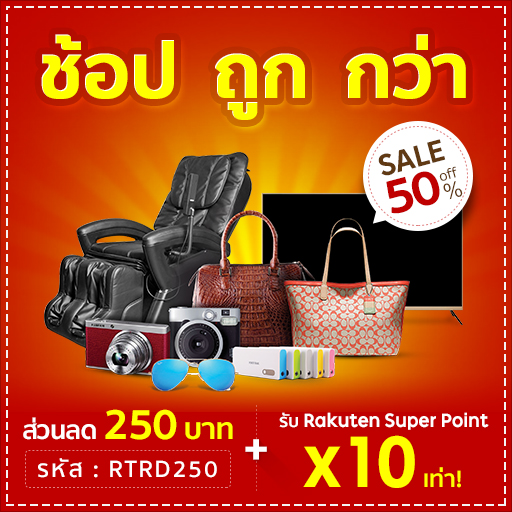 ช้อป ถูก กว่า
SALE
50% off
ส่วนลด 250 บาท
รหัส : RTRD250
+
รับ Rakuten Super Point
x10 เท่า!